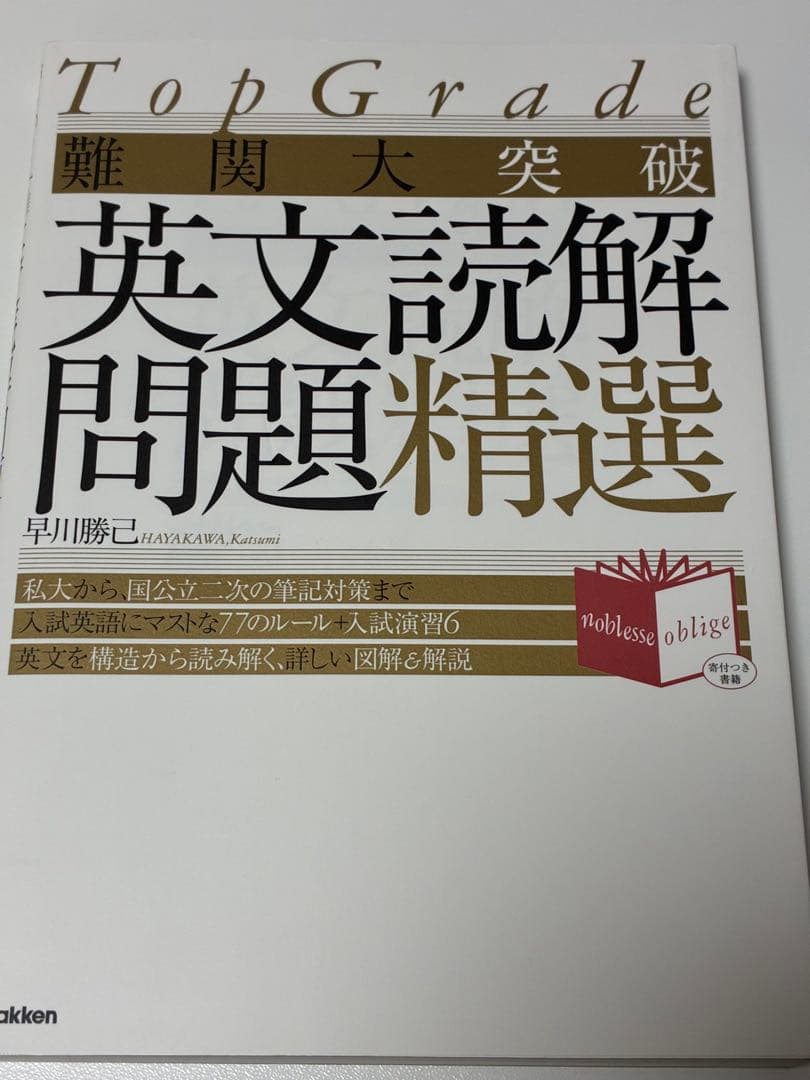 TopGrade
難関大突破
英文読解
問題精選
早川勝己 HAYAKAWA, Katsumi
私大から、国公立二次の筆記対策まで
入試英語にマストな77のルール+入試演習6
英文を構造から読み解く、詳しい図解&解説
noblesse oblige
寄付つき
書籍
akken